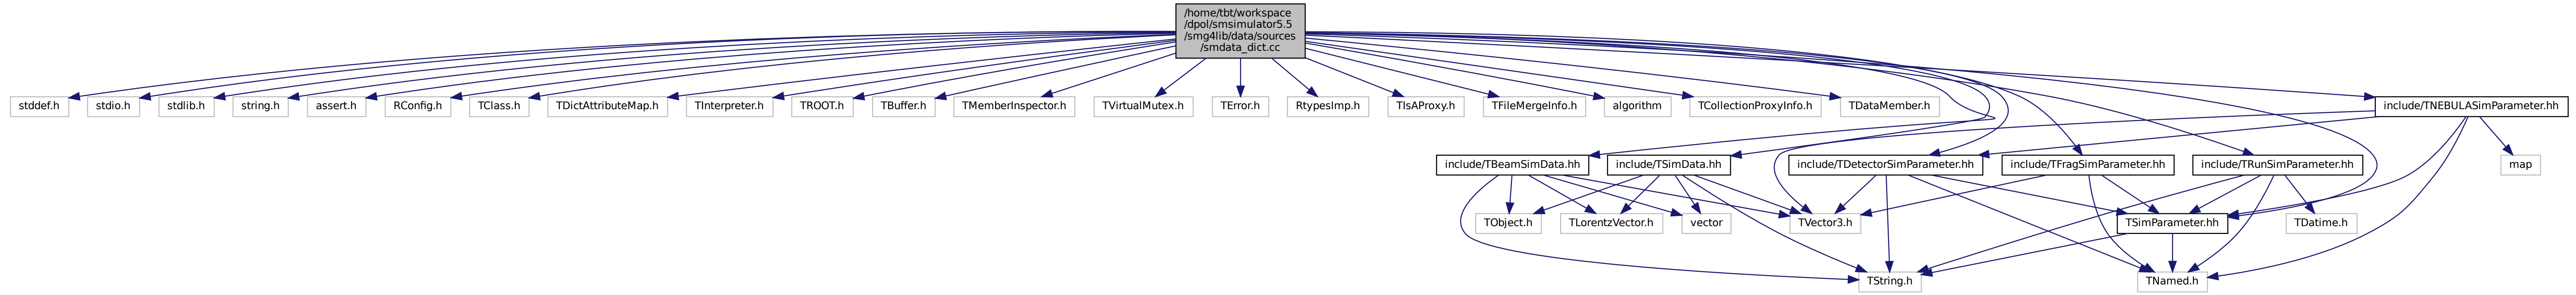 /home/tbt/workspace
/dpol/smsimulator5.5
/smg4lib/data/sources
/smdata_dict.cc
stddef.h
stdio.h
stdlib.h
string.h
assert.h
RConfig.h
TClass.h
TDictAttributeMap.h
TInterpreter.h
TROOT.h
TBuffer.h
TMemberInspector.h
TVirtualMutex.h
TError.h
RtypesImp.h
TIsAProxy.h
TFileMergeInfo.h
algorithm
TCollectionProxyInfo.h
TDataMember.h
include/TNEBULASimParameter.hh
include/TBeamSimData.hh
include/TSimData.hh
include/TDetectorSimParameter.hh
include/TFragSimParameter.hh
include/TRunSimParameter.hh
map
TObject.h
TLorentzVector.h
vector
TVector3.h
TSimParameter.hh
TDatime.h
TString.h
TNamed.h